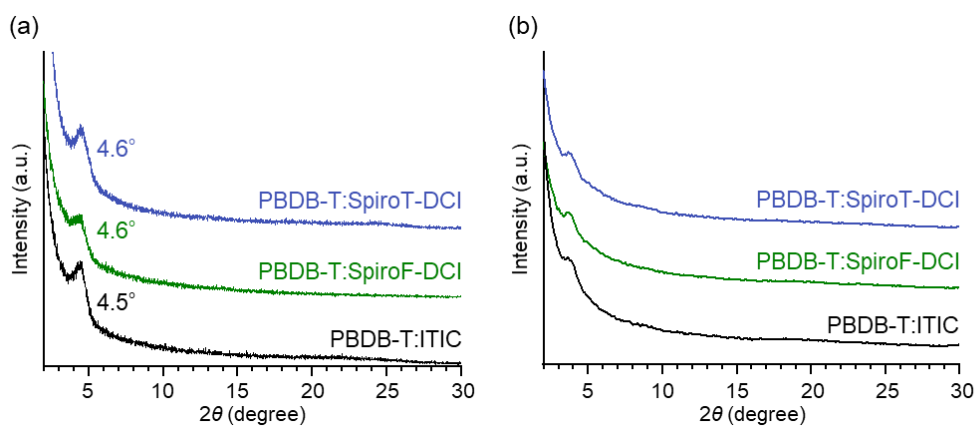 (a)
Intensity (a.u.)
4.6°
PBDB-T:SpiroT-DCI
4.6°
PBDB-T:SpiroF-DCI
4.5°
PBDB-T:ITIC
5 10 15 20 25 30
2θ (degree)
(b)
Intensity (a.u.)
PBDB-T:SpiroT-DCI
PBDB-T:SpiroF-DCI
PBDB-T:ITIC
5 10 15 20 25 30
2θ (degree)